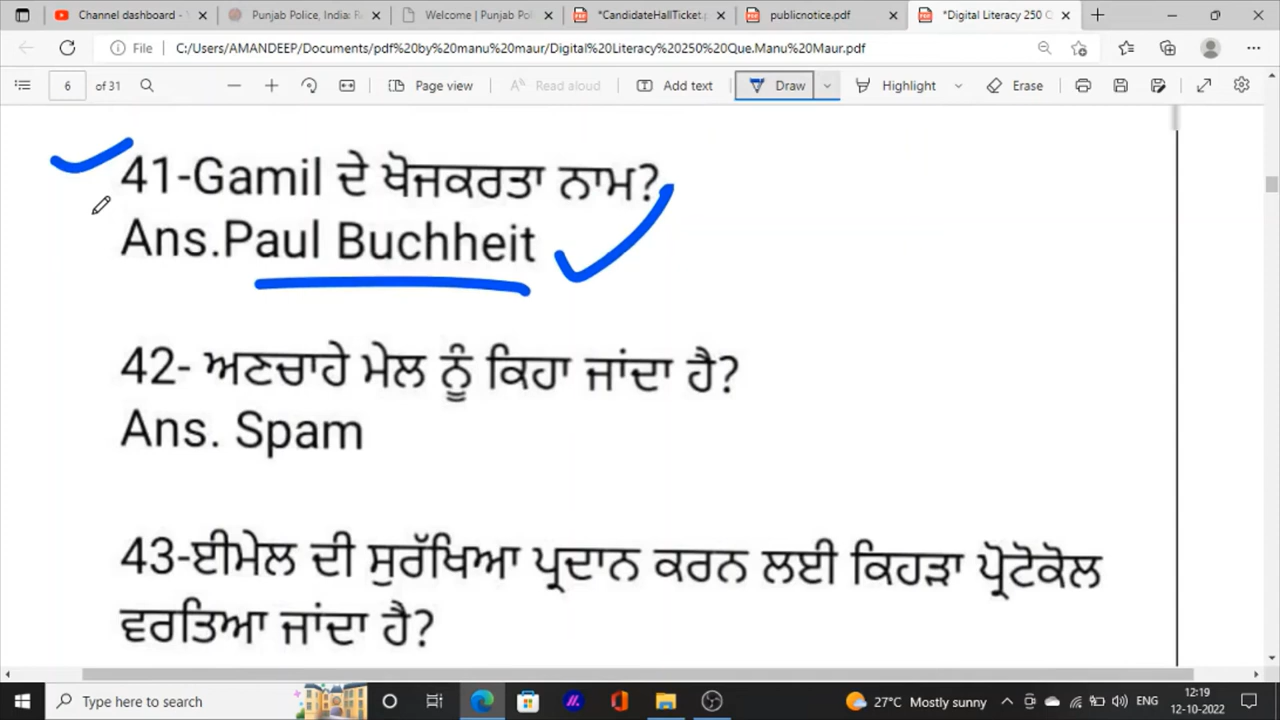 Channel dashboard - Y
Punjab Police, India: R
Welcome | Punjab Po
*CandidateHallTicket.p
publicnotice.pdf
*Digital Literacy 250 Q
File
C:/Users/AMANDEEP/Documents/pdf%20by%20manu%20maur/Digital%20Literacy%20250%20Que.Manu%20Maur.pdf
6 of 31
Page view
Read aloud
Add text
Draw
Highlight
Erase
41-Gamil ਦੇ ਖੋਜਕਰਤਾ ਨਾਮ?
Ans.Paul Buchheit
42- ਅਣਚਾਹੇ ਮੇਲ ਨੂੰ ਕਿਹਾ ਜਾਂਦਾ ਹੈ?
Ans. Spam
43-ਈਮੇਲ ਦੀ ਸੁਰੱਖਿਆ ਪ੍ਰਦਾਨ ਕਰਨ ਲਈ ਕਿਹੜਾ ਪ੍ਰੋਟੋਕੋਲ
ਵਰਤਿਆ ਜਾਂਦਾ ਹੈ?
Type here to search
27°C Mostly sunny
ENG
12:19
12-10-2022